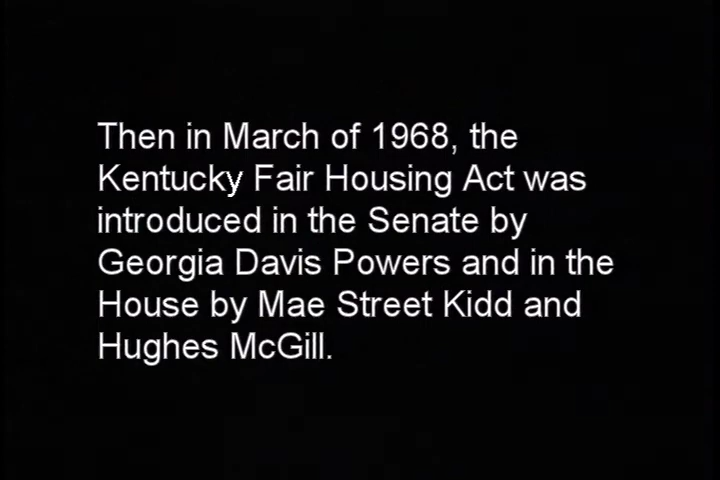 Then in March of 1968, the
Kentucky Fair Housing Act was
introduced in the Senate by
Georgia Davis Powers and in the
House by Mae Street Kidd and
Hughes McGill.